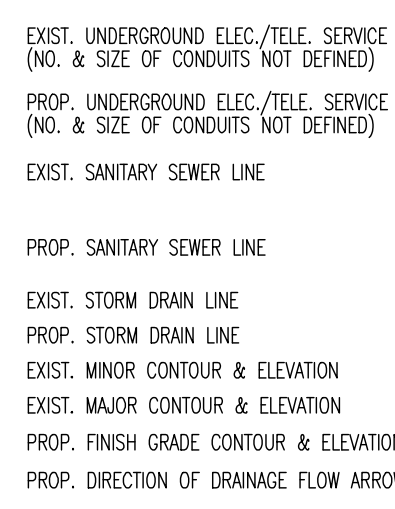 EXIST. UNDERGROUND ELEC./TELE. SERVICE
(NO. & SIZE OF CONDUITS NOT DEFINED)
PROP. UNDERGROUND ELEC./TELE. SERVICE
(NO. & SIZE OF CONDUITS NOT DEFINED)
EXIST. SANITARY SEWER LINE
PROP. SANITARY SEWER LINE
EXIST. STORM DRAIN LINE
PROP. STORM DRAIN LINE
EXIST. MINOR CONTOUR & ELEVATION
EXIST. MAJOR CONTOUR & ELEVATION
PROP. FINISH GRADE CONTOUR &
PROP. DIRECTION OF DRAINAGE FLOW